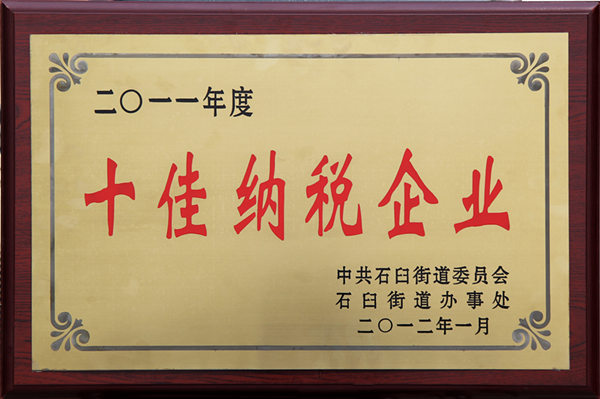 二〇一一年度
十佳纳税企业
中共石臼街道委员会
石臼街道办事处
二〇一二年一月